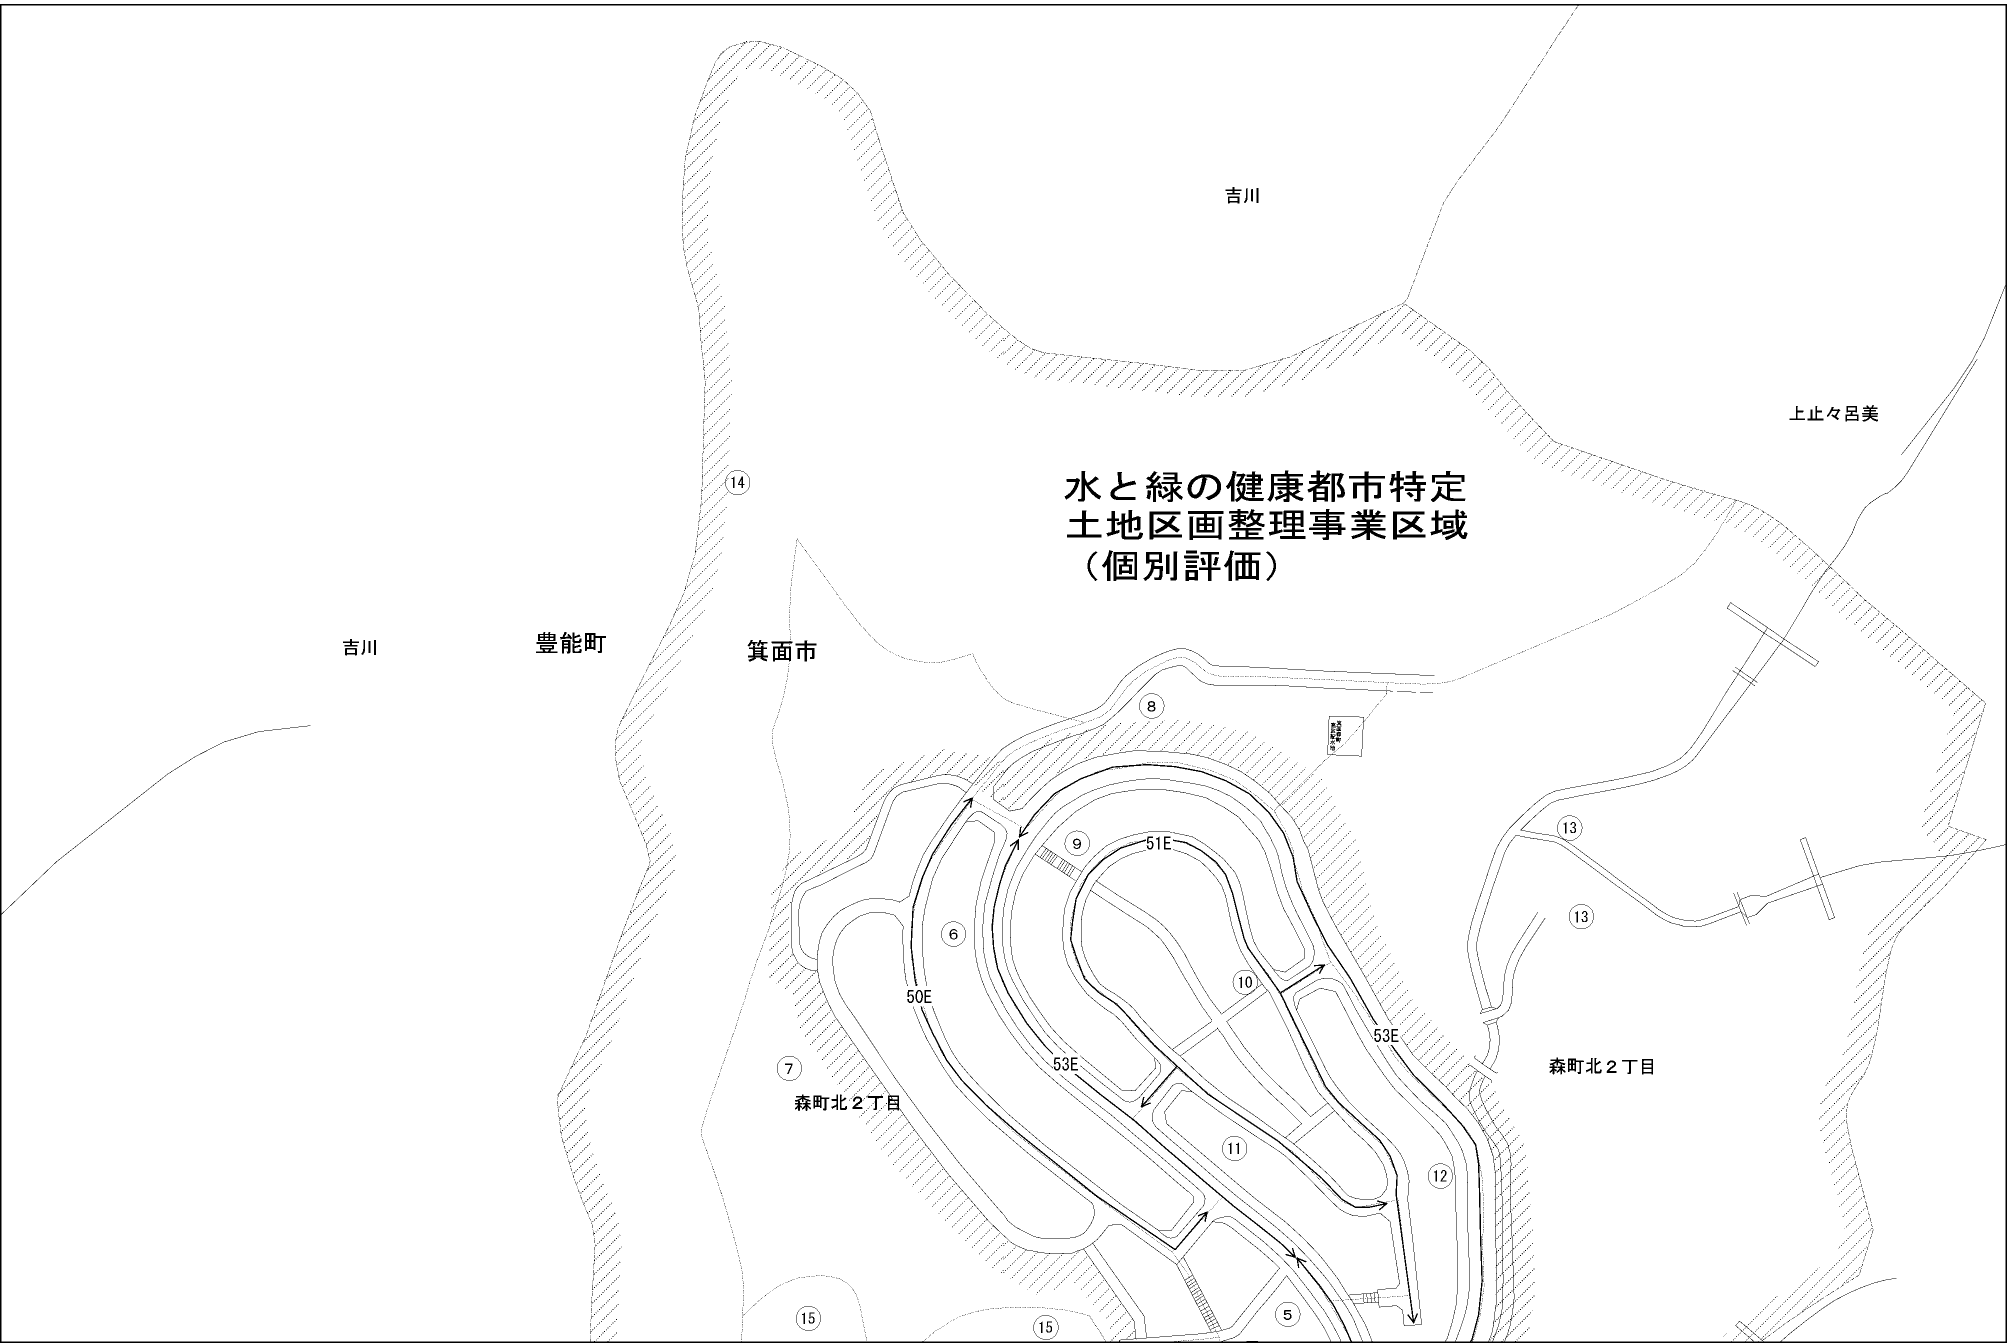 吉川
上止々呂美
14
水と緑の健康都市特定
土地区画整理事業区域
（個別評価）
吉川
豊能町
箕面市
8
13
9
51E
13
6
10
50E
53E
53E
7
森町北２丁目
森町北２丁目
11
12
15
15
5